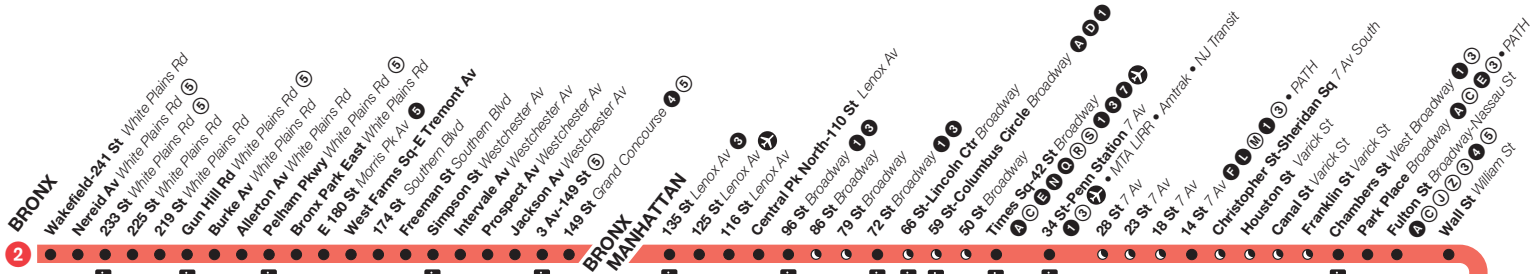 BRONX
Wakefield-241 St White Plains Rd
Nereid Av White Plains Rd 5
233 St White Plains Rd 5
225 St White Plains Rd
219 St White Plains Rd
Gun Hill Rd White Plains Rd 5
Burke Av White Plains Rd
Allerton Av White Plains Rd
Pelham Pkwy White Plains Rd 5
Bronx Park East White Plains Rd
E 180 St Morris Pk Av 5
West Farms Sq-E Tremont Av
174 St Southern Blvd
Freeman St Southern Blvd
Simpson St Westchester Av
Intervale Av Westchester Av
Prospect Av Westchester Av
Jackson Av Westchester Av
3 Av-149 St 5
149 St Grand Concourse 4 5
BRONX
MANHATTAN
135 St Lenox Av 3
125 St Lenox Av
116 St Lenox Av
Central Pk North-110 St Lenox Av
96 St Broadway 1 3
86 St Broadway
79 St Broadway
72 St Broadway 1 3
66 St-Lincoln Ctr Broadway
59 St-Columbus Circle Broadway A D 1
50 St Broadway
Times Sq-42 St Broadway
A C E N Q R S 1 3 7
34 St-Penn Station 7 Av
1 3 • MTA LIRR • Amtrak • NJ Transit
28 St 7 Av
23 St 7 Av
18 St 7 Av
14 St 7 Av F L M 1 3 • PATH
Christopher St-Sheridan Sq 7 Av South
Houston St Varick St
Canal St Varick St
Franklin St Varick St
Chambers St West Broadway 1 3
Park Place Broadway A C E 3 • PATH
Fulton St Broadway-Nassau St
A C J Z 3 4 5
Wall St William St
2